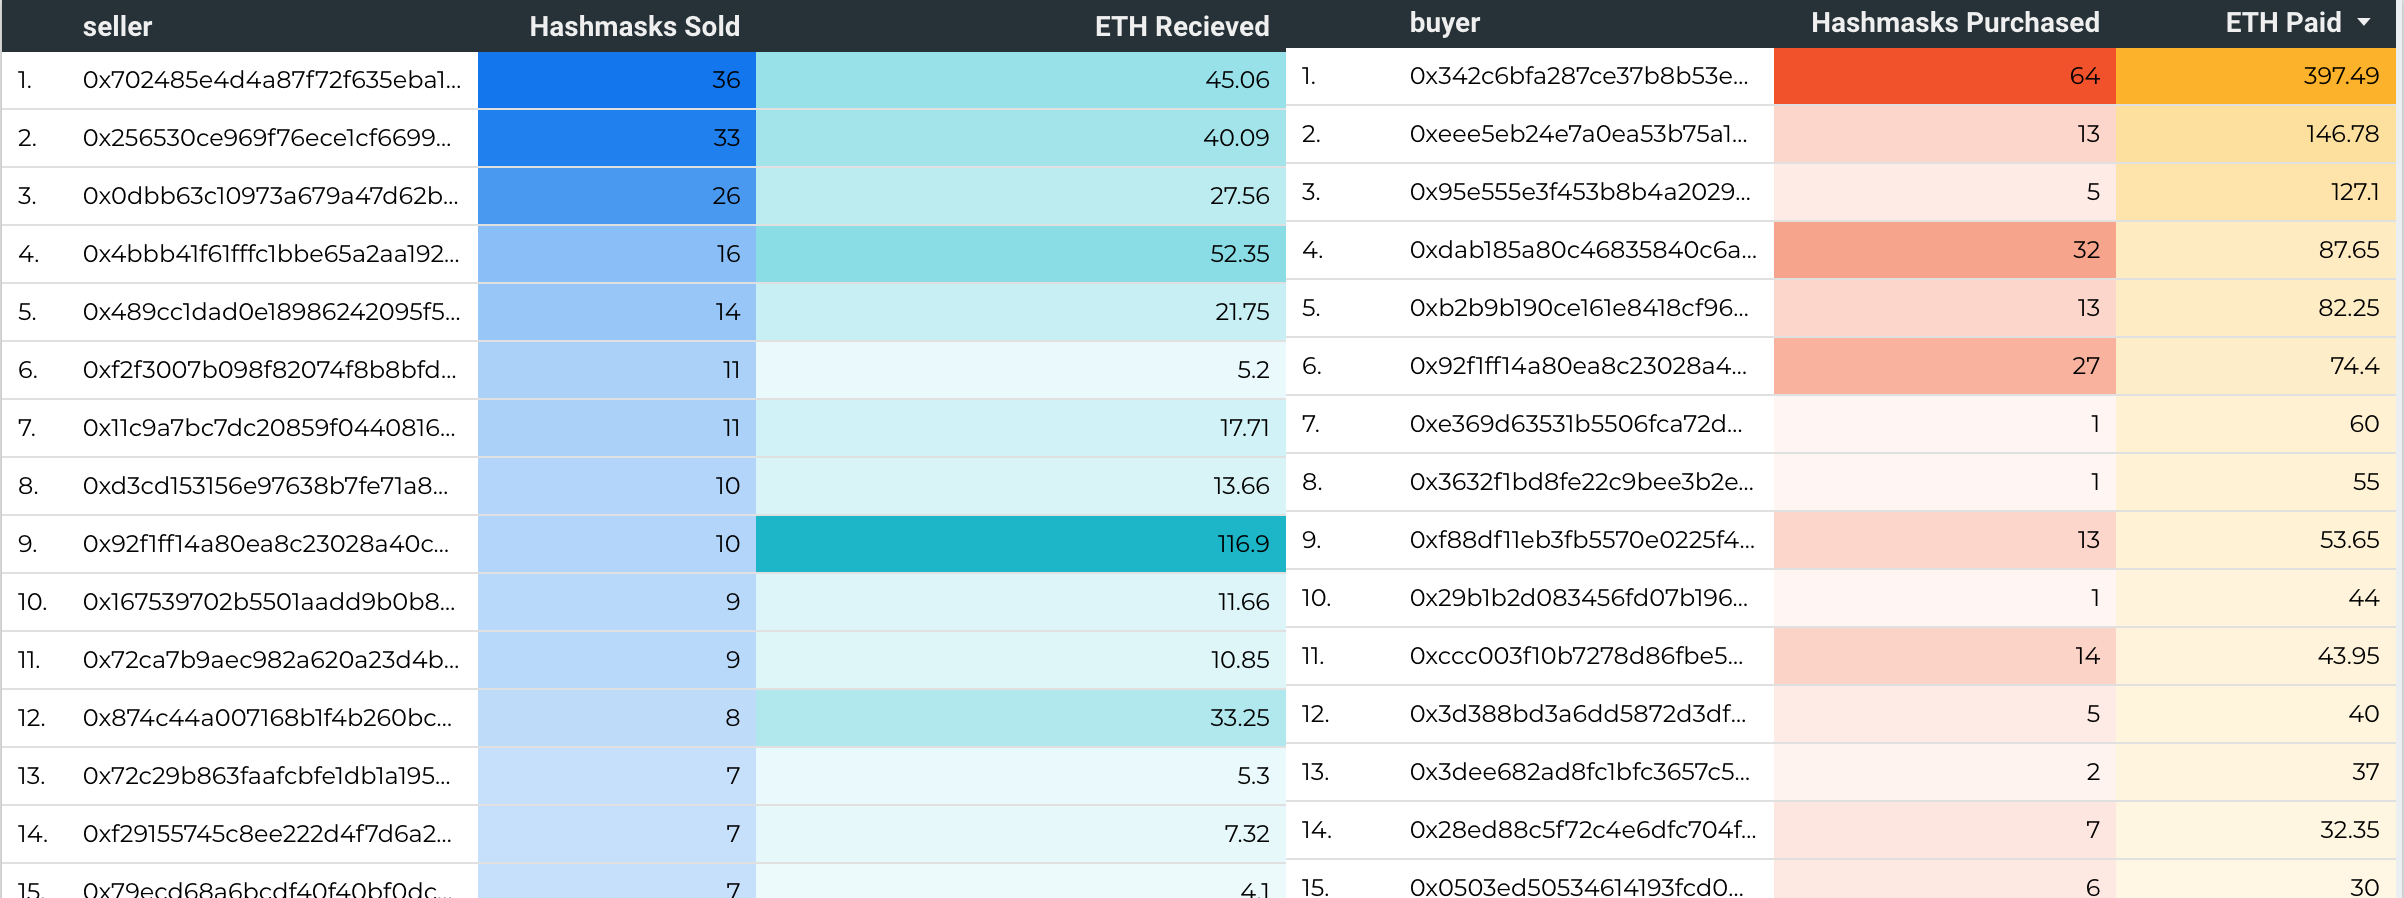 seller Hashmasks Sold ETH Recieved
1. 0x702485e4d4a87f72f635eba1... 36 45.06
2. 0x256530ce969f76ece1cf6699... 33 40.09
3. 0x0dbb63c10973a679a47d62b... 26 27.56
4. 0x4bbb41f61fffc1bbe65a2aa192... 16 52.35
5. 0x489cc1dad0e18986242095f5... 14 21.75
6. 0xf2f3007b098f82074f8b8bfd... 11 5.2
7. 0x11c9a7bc7dc20859f0440816... 11 17.71
8. 0xd3cd153156e97638b7fe71a8... 10 13.66
9. 0x92f1ff14a80ea8c23028a40c... 10 116.9
10. 0x167539702b5501aadd9b0b8... 9 11.66
11. 0x72ca7b9aec982a620a23d4b... 9 10.85
12. 0x874c44a007168b1f4b260bc... 8 33.25
13. 0x72c29b863faafcbfe1db1a195... 7 5.3
14. 0xf29155745c8ee222d4f7d6a2... 7 7.32
15. 0x79ecd68a6bcdf40f40bf0dc... 7 4.1
buyer Hashmasks Purchased ETH Paid
1. 0x342c6bfa287ce37b8b53e... 64 397.49
2. 0xeee5eb24e7a0ea53b75a1... 13 146.78
3. 0x95e555e3f453b8b4a2029... 5 127.1
4. 0xdab185a80c46835840c6a... 32 87.65
5. 0xb2b9b190ce161e8418cf96... 13 82.25
6. 0x92f1ff14a80ea8c23028a4... 27 74.4
7. 0xe369d63531b5506fca72d... 1 60
8. 0x3632f1bd8fe22c9bee3b2e... 1 55
9. 0xf88df11eb3fb5570e0225f4... 13 53.65
10. 0x29b1b2d083456fd07b196... 1 44
11. 0xccc003f10b7278d86fbe5... 14 43.95
12. 0x3d388bd3a6dd5872d3df... 5 40
13. 0x3dee682ad8fc1bfc3657c5... 2 37
14. 0x28ed88c5f72c4e6dfc704f... 7 32.35
15. 0x0503ed50534614193fcd0... 6 30